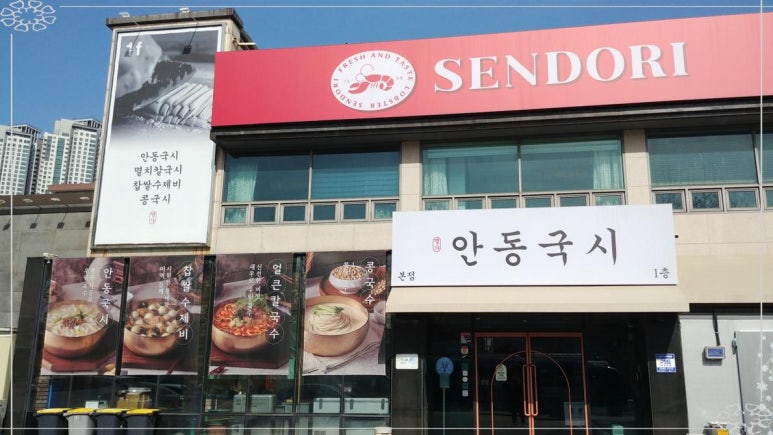 안동국시
멸치칼국시
찹쌀수제비
콩국시
FRESH AND TASTE LOBSTER SENDORI
SENDORI
명가
안동국시
본점
1층
안동국시
찹쌀수제비
얼큰칼국수
콩국수